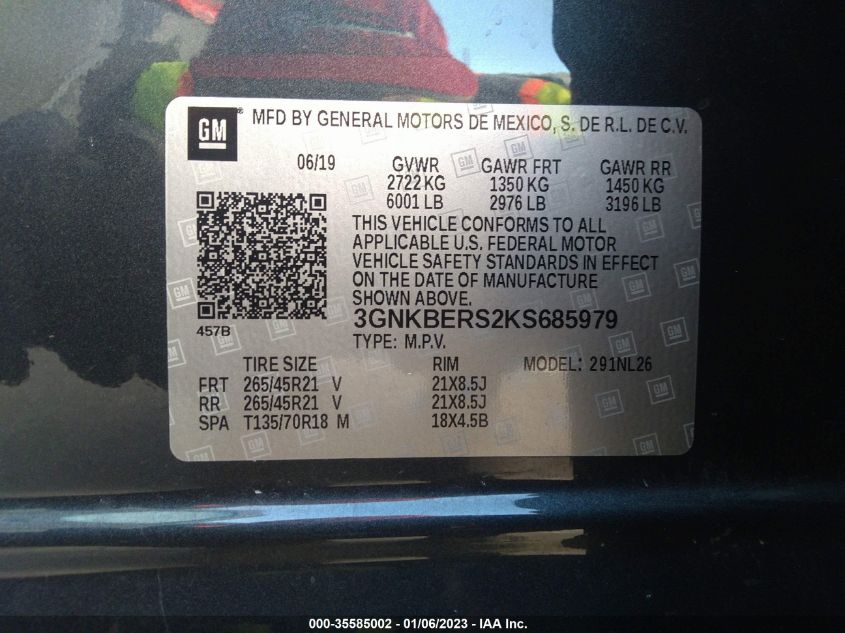 GM ® MFD BY GENERAL MOTORS DE MEXICO, S. DE R.L. DE C.V.
06/19 GVWR GAWR FRT GAWR RR
2722 KG 1350 KG 1450 KG
6001 LB 2976 LB 3196 LB
THIS VEHICLE CONFORMS TO ALL
APPLICABLE U.S. FEDERAL MOTOR
VEHICLE SAFETY STANDARDS IN EFFECT
ON THE DATE OF MANUFACTURE
SHOWN ABOVE.
3GNKBERS2KS685979
457B
TYPE: M.P.V.
TIRE SIZE RIM MODEL: 291NL26
FRT 265/45R21 V 21X8.5J
RR 265/45R21 V 21X8.5J
SPA T135/70R18 M 18X4.5B
000-35585002 - 01/06/2023 - IAA Inc.